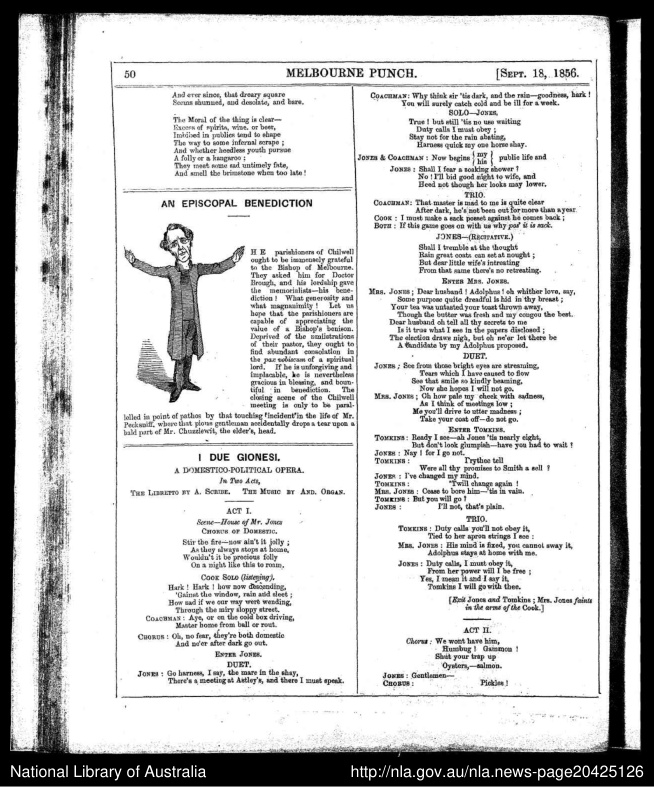 50
MELBOURNE PUNCH.
[SEPT. 18, 1856.
And ever since, that dreary square
Seems shunned, and desolate, and bare.
The Moral of the thing is clear—
Excess of spirits, wine, or beer,
Imbibed in publics tend to shape
The way to some infernal scrape ;
And whether heedless youth pursue
A folly or a kangaroo ;
They meet some sad untimely fate,
And smell the brimstone when too late !
AN EPISCOPAL BENEDICTION
HE parishioners of Chilwell
ought to be immensely grateful
to the Bishop of Melbourne.
They asked him for Doctor
Brough, and his lordship gave
the memorialists—his bene-
diction ! What generosity and
what magnanimity ! Let us
hope that the parishioners are
capable of appreciating the
value of a Bishop's benison.
Deprived of the ministrations
of their pastor, they ought to
find abundant consolation in
the pax vobiscum of a spiritual
lord. If he is unforgiving and
implacable, he is nevertheless
gracious in blessing, and boun-
tiful in benediction. The
closing scene of the Chilwell
meeting is only to be paral-
lelled in point of pathos by that touching incident in the life of Mr.
Pecksniff, where that pious gentleman accidentally drops a tear upon a
bald part of Mr. Chuzzlewit, the elder's, head.
I DUE GIONESI.
A DOMESTICO-POLITICAL OPERA.
In Two Acts,
THE LIBRETTO BY A. SCRIBE. THE MUSIC BY AND. ORGAN.
ACT I.
Scene—House of Mr. Jones
CHORUS OF DOMESTIC.
Stir the fire—now ain't it jolly ;
As they always stops at home,
Wouldn't it be precious folly
On a night like this to roam,
COOK SOLO (listening).
Hark ! Hark ! how now descending,
'Gainst the window, rain and sleet ;
How sad if we our way were wending,
Through the miry sloppy street.
COACHMAN : Aye, or on the cold box driving,
Master home from ball or rout.
CHORUS : Oh, no fear, they're both domestic
And ne'er after dark go out.
ENTER JONES.
DUET.
JONES : Go harness, I say, the mare in the shay,
There's a meeting at Astley's, and there I must speak.
COACHMAN: Why think sir 'tis dark, and the rain—goodness, hark !
You will surely catch cold and be ill for a week.
SOLO—JONES.
True ! but still 'tis no use waiting
Duty calls I must obey ;
Stay not for the rain abating,
Harness quick my one horse shay.
JONES & COACHMAN : Now begins { my his } public life and
JONES : Shall I fear a soaking shower ?
No ! I'll bid good night to wife, and
Heed not though her looks may lower.
TRIO.
COACHMAN: That master is mad to me is quite clear
After dark, he's not been out for more than a year.
COOK : I must make a sack posset against he comes back ;
BOTH : If this game goes on with us why pos' it is sack.
JONES—(RECITATIVE.)
Shall I tremble at the thought
Rain great coats can set at nought ;
But dear little wife's intreating
From that same there's no retreating.
ENTER MRS. JONES.
MRS. JONES ; Dear husband ! Adolphus ! oh whither love, say,
Some purpose quite dreadful is hid in thy breast ;
Your tea was untasted your toast thrown away,
Though the butter was fresh and my congou the best.
Dear husband oh tell all thy secrets to me
Is it true what I see in the papers disclosed ;
The election draws nigh, but oh ne'er let there be
A Candidate by my Adolphus proposed.
DUET.
JONES ; See from those bright eyes are streaming,
Tears which I have caused to flow
See that smile so kindly beaming,
Now she hopes I will not go.
MRS. JONES ; Oh how pale my cheek with sadness,
As I think of meetings low ;
Me you'll drive to utter madness ;
Take your coat off—do not go.
ENTER TOMKINS.
TOMKINS : Ready I see—ah Jones 'tis nearly eight,
But don't look glumpish—have you had to wait ?
JONES : Nay ! for I go not.
TOMKINS : Prythee tell
Were all thy promises to Smith a sell ?
JONES : I've changed my mind.
TOMKINS : 'Twill change again !
MRS. JONES : Cease to bore him—'tis in vain.
TOMKINS : But you will go ?
JONES : I'll not, that's plain.
TRIO.
TOMKINS : Duty calls you'll not obey it,
Tied to her apron strings I see :
MRS. JONES : His mind is fixed, you cannot sway it,
Adolphus stays at home with me.
JONES : Duty calls, I must obey it,
From her power will I be free ;
Yes, I mean it and I say it,
Tomkins I will go with thee.
[Exit Jones and Tomkins ; Mrs. Jones faints
in the arms of the Cook.]
ACT II.
Chorus : We wont have him,
Humbug ! Gammon !
Shut your trap up
Oysters,—salmon.
JONES : Gentlemen—
CHORUS : Pickles !
National Library of Australia
http://nla.gov.au/nla.news-page20425126